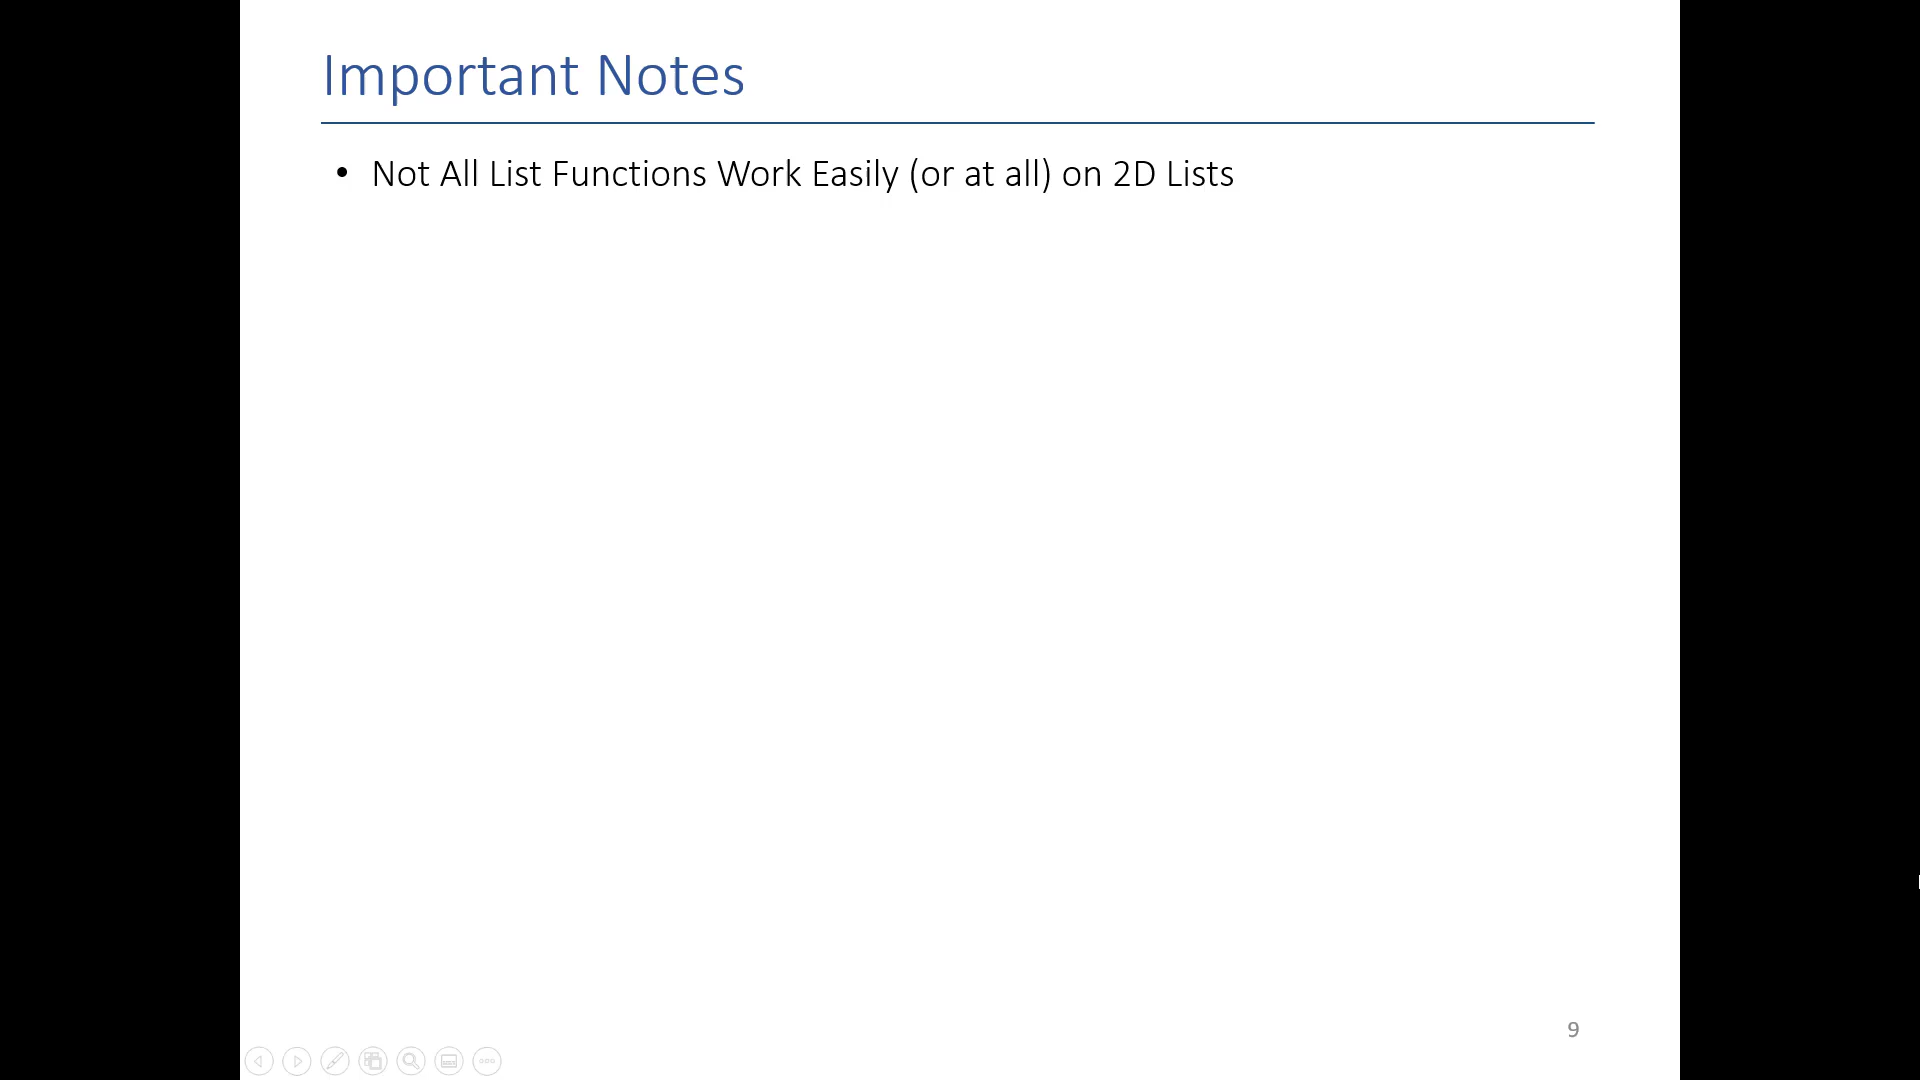 Important Notes
• Not All List Functions Work Easily (or at all) on 2D Lists
9